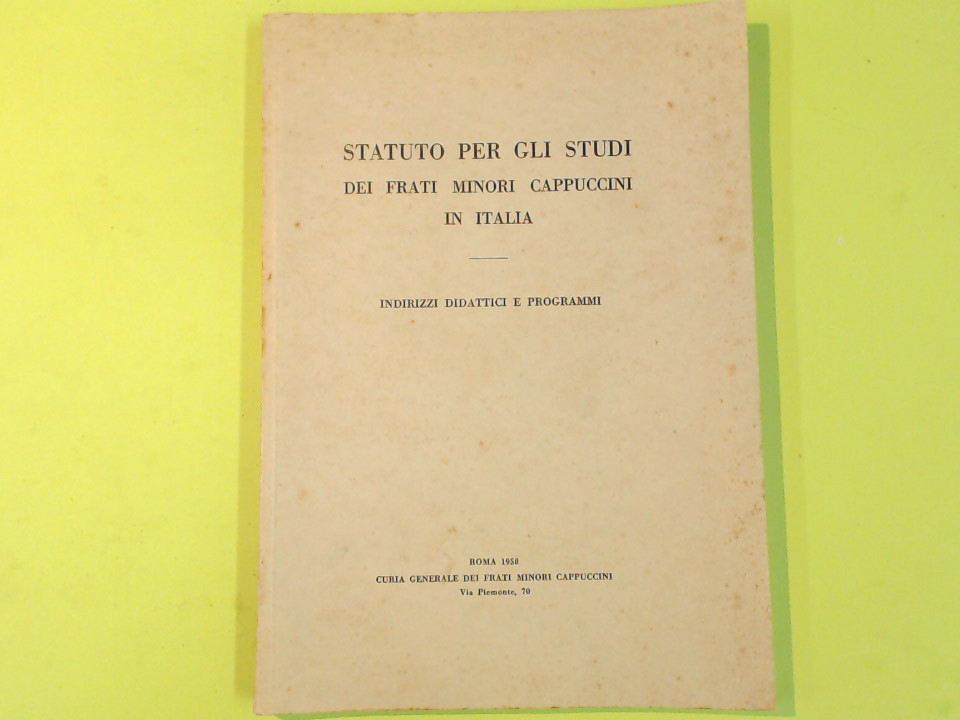 STATUTO PER GLI STUDI
DEI FRATI MINORI CAPPUCCINI
IN ITALIA
INDIRIZZI DIDATTICI E PROGRAMMI
ROMA 1958
CURIA GENERALE DEI FRATI MINORI CAPPUCCINI
Via Piemonte, 70